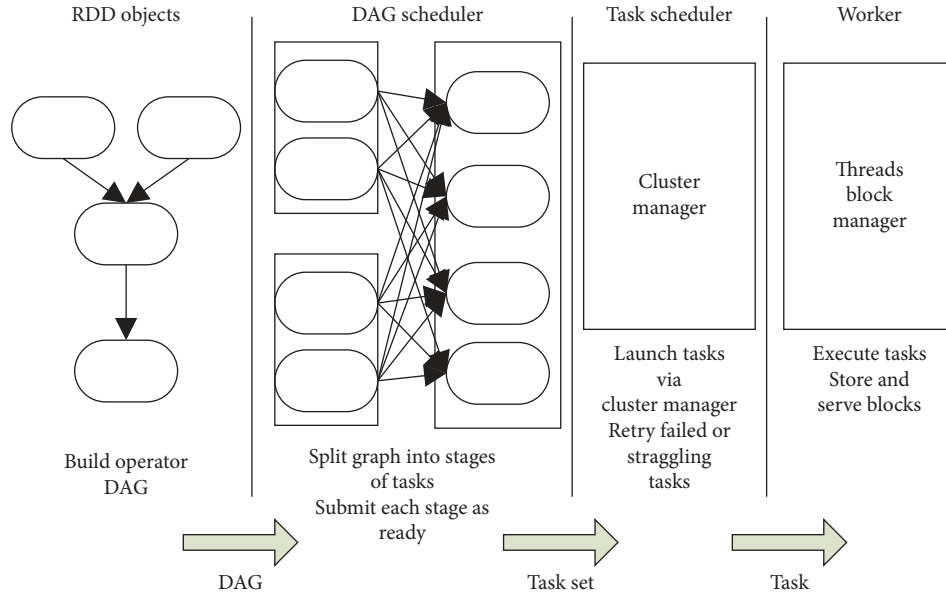 RDD objects
DAG scheduler
Task scheduler
Worker
Cluster
manager
Threads
block
manager
Build operator
DAG
Split graph into stages
of tasks
Submit each stage as
ready
Launch tasks
via
cluster manager
Retry failed or
straggling
tasks
Execute tasks
Store and
serve blocks
DAG
Task set
Task